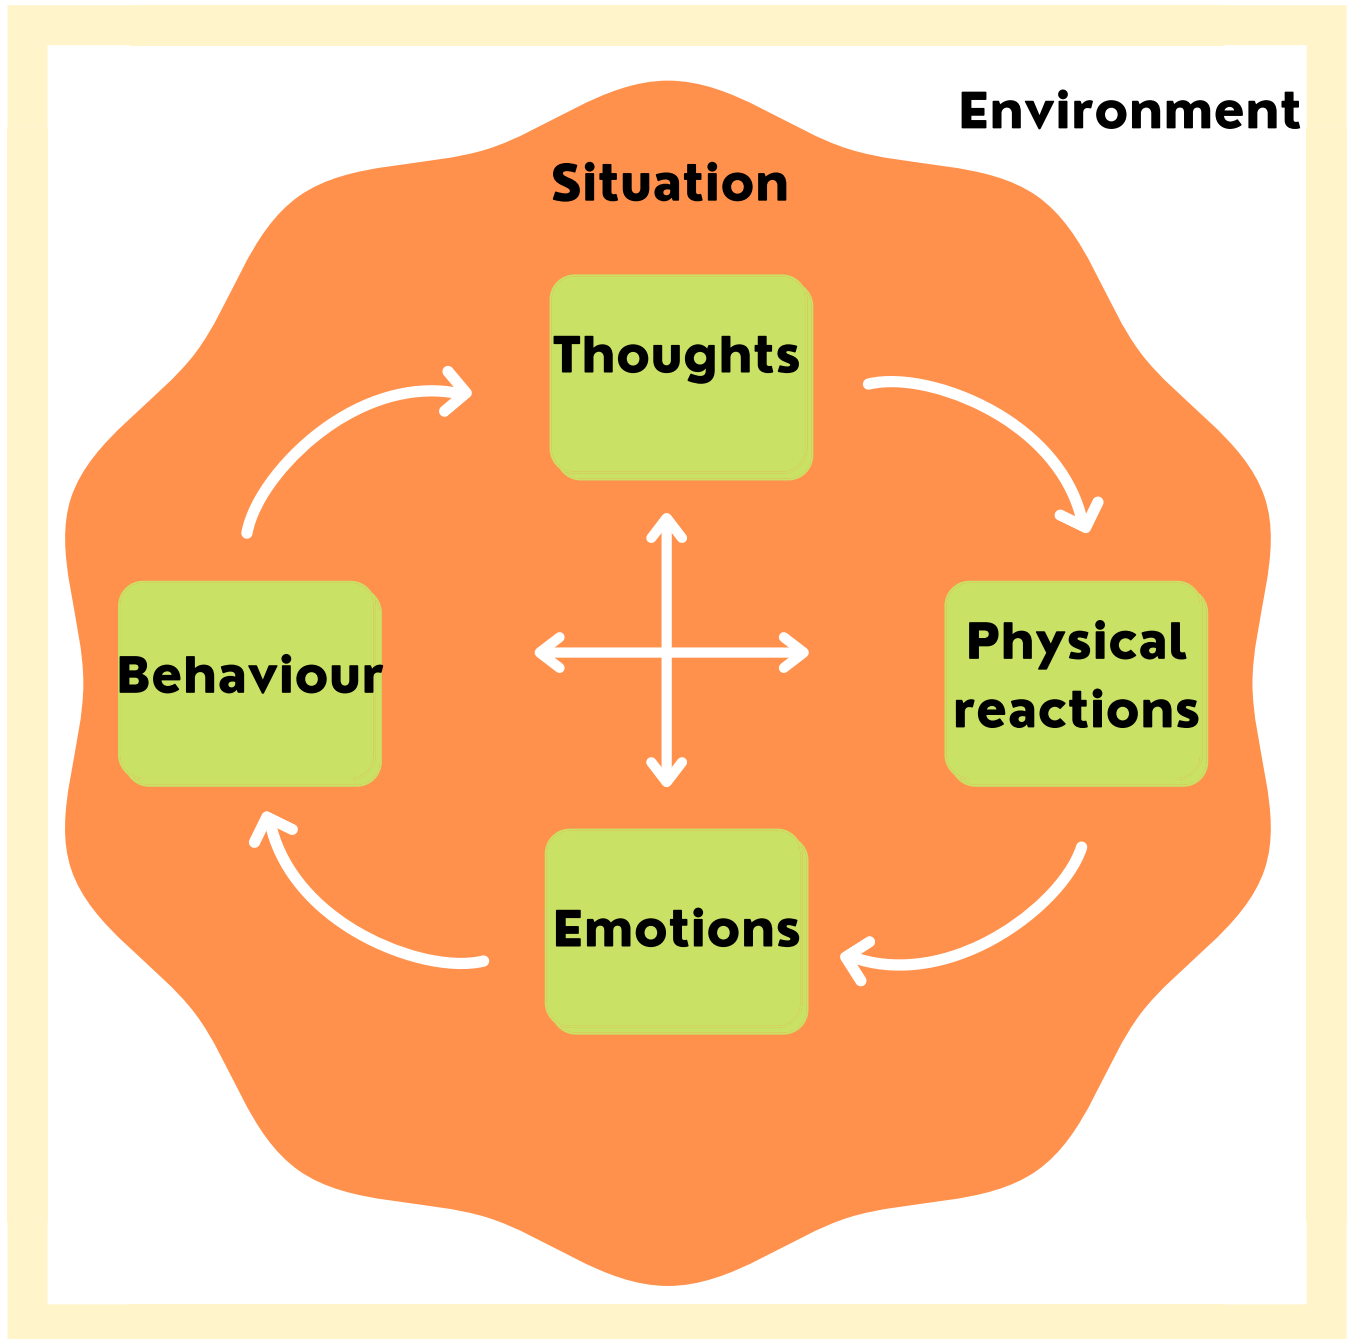 Environment
Situation
Thoughts
Behaviour
Physical
reactions
Emotions